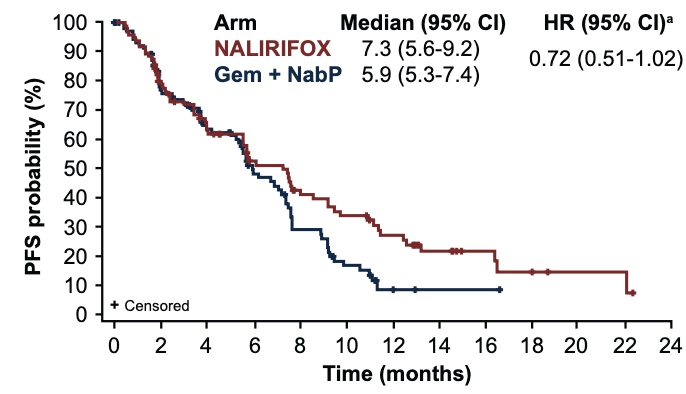 Arm Median (95% CI) HR (95% CI)ᵃ
NALIRIFOX 7.3 (5.6-9.2) 0.72 (0.51-1.02)
Gem + NabP 5.9 (5.3-7.4)
PFS probability (%)
100
90
80
70
60
50
40
30
20
10
0
+ Censored
0 2 4 6 8 10 12 14 16 18 20 22 24
Time (months)